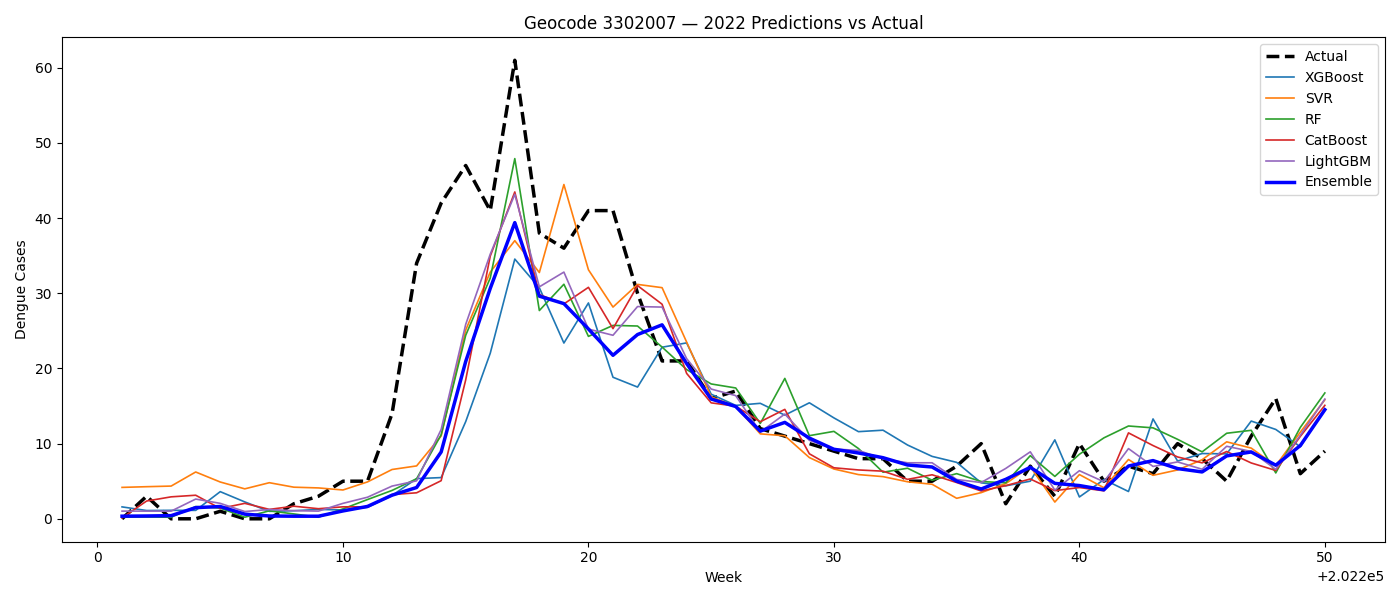 Geocode 3302007 — 2022 Predictions vs Actual
Dengue Cases
60
50
40
30
20
10
0
Actual
XGBoost
SVR
RF
CatBoost
LightGBM
Ensemble
0 10 20 30 40 50
Week
+2.022e5